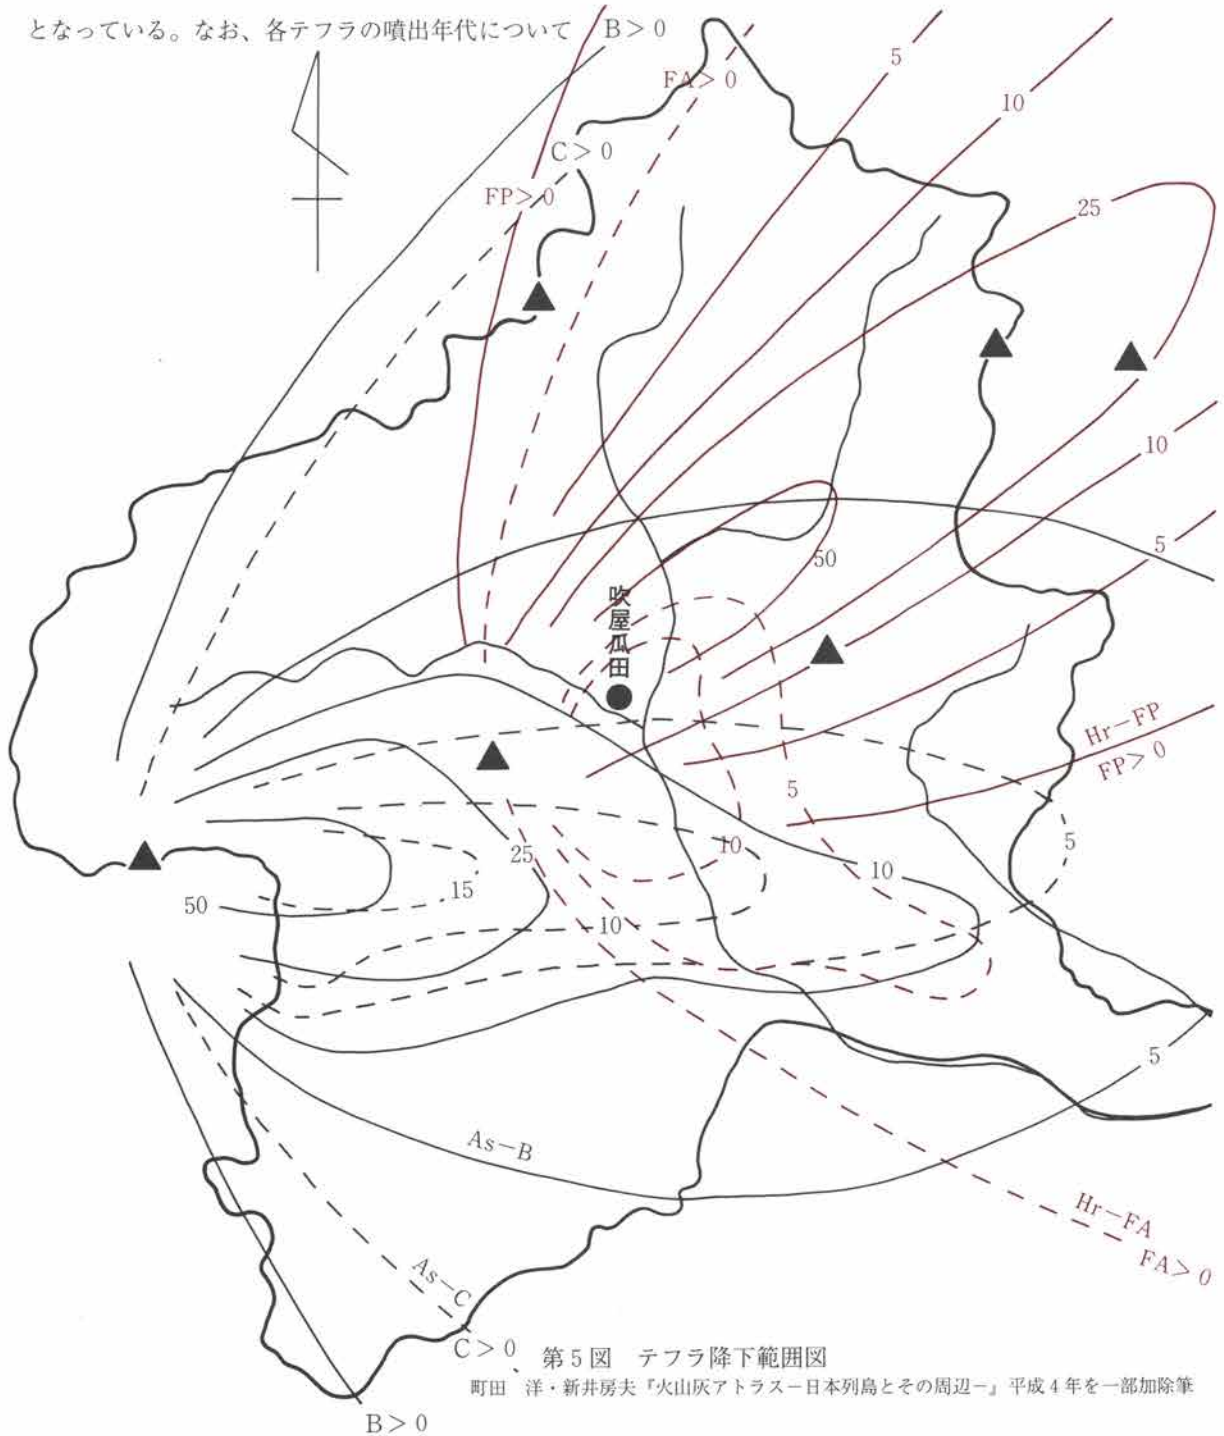 となっている。なお、各テフラの噴出年代について
B>0
5
FA>0
10
C>0
FP>0
25
10
5
50
吹屋瓜田
Hr-FP
FP>0
5
5
10
25
10
15
50
10
5
As-B
Hr-FA
FA>0
As-C
C>0
B>0
第5図 テフラ降下範囲図
町田 洋・新井房夫『火山灰アトラス-日本列島とその周辺-』平成4年を一部加除筆